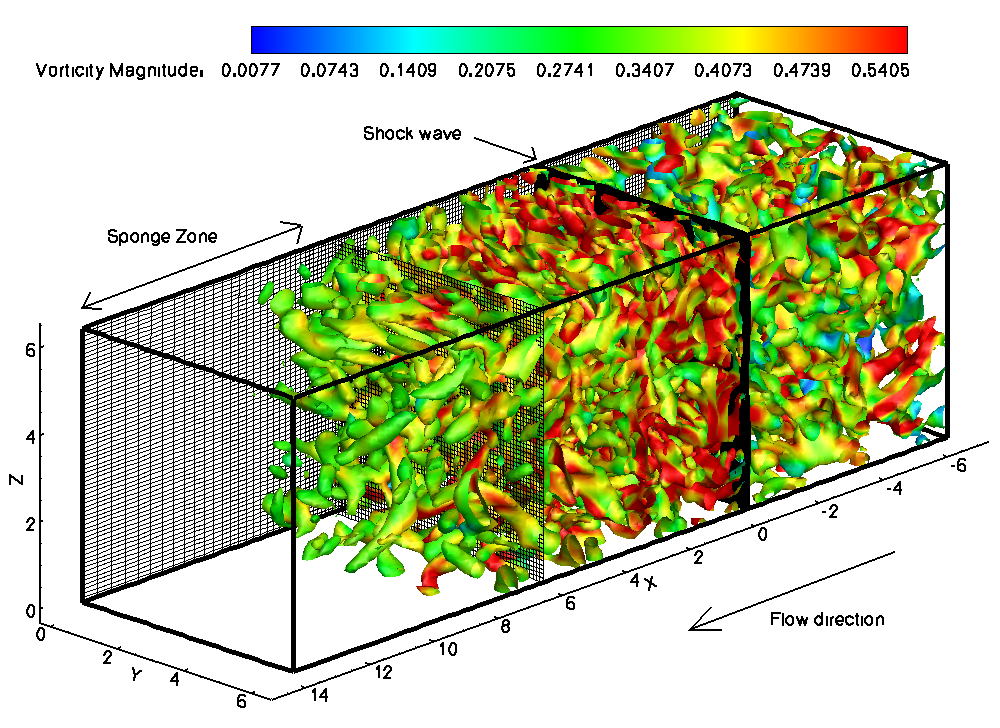 Vorticity Magnitude: 0.0077 0.0743 0.1409 0.2075 0.2741 0.3407 0.4073 0.4739 0.5405
Shock wave
Sponge Zone
6
4
Z
2
0
0
2
Y
4
6
14
12
10
8
6
4
X
2
0
-2
-4
-6
Flow direction